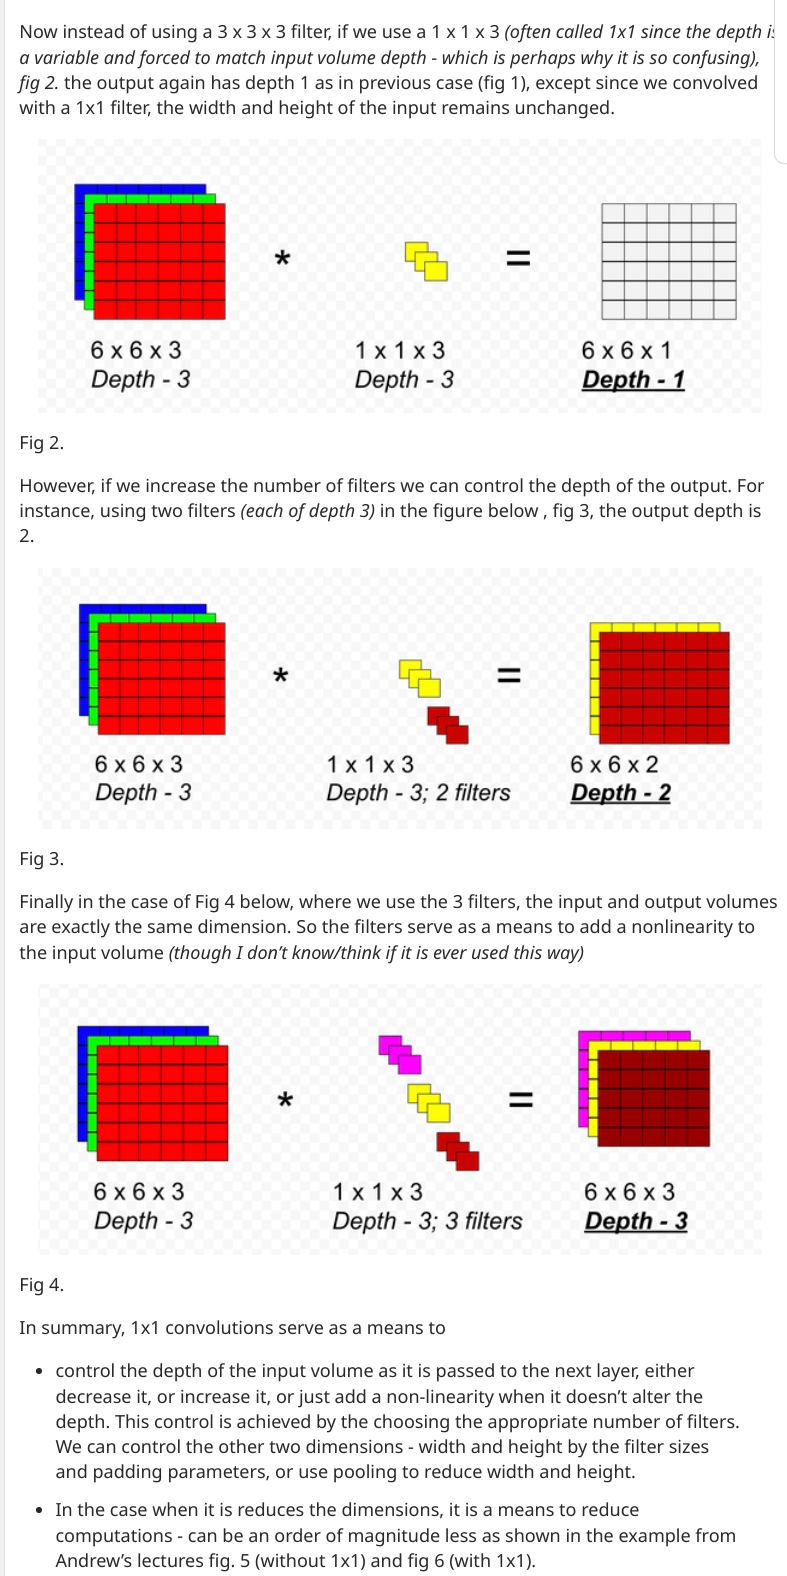 Now instead of using a 3 x 3 x 3 filter, if we use a 1 x 1 x 3 (often called 1x1 since the depth is
a variable and forced to match input volume depth - which is perhaps why it is so confusing),
fig 2. the output again has depth 1 as in previous case (fig 1), except since we convolved
with a 1x1 filter, the width and height of the input remains unchanged.
* =
6 x 6 x 3 1 x 1 x 3 6 x 6 x 1
Depth - 3 Depth - 3 Depth - 1
Fig 2.
However, if we increase the number of filters we can control the depth of the output. For
instance, using two filters (each of depth 3) in the figure below , fig 3, the output depth is
2.
* =
6 x 6 x 3 1 x 1 x 3 6 x 6 x 2
Depth - 3 Depth - 3; 2 filters Depth - 2
Fig 3.
Finally in the case of Fig 4 below, where we use the 3 filters, the input and output volumes
are exactly the same dimension. So the filters serve as a means to add a nonlinearity to
the input volume (though I don’t know/think if it is ever used this way)
* =
6 x 6 x 3 1 x 1 x 3 6 x 6 x 3
Depth - 3 Depth - 3; 3 filters Depth - 3
Fig 4.
In summary, 1x1 convolutions serve as a means to
• control the depth of the input volume as it is passed to the next layer, either
decrease it, or increase it, or just add a non-linearity when it doesn’t alter the
depth. This control is achieved by the choosing the appropriate number of filters.
We can control the other two dimensions - width and height by the filter sizes
and padding parameters, or use pooling to reduce width and height.
• In the case when it is reduces the dimensions, it is a means to reduce
computations - can be an order of magnitude less as shown in the example from
Andrew’s lectures fig. 5 (without 1x1) and fig 6 (with 1x1).